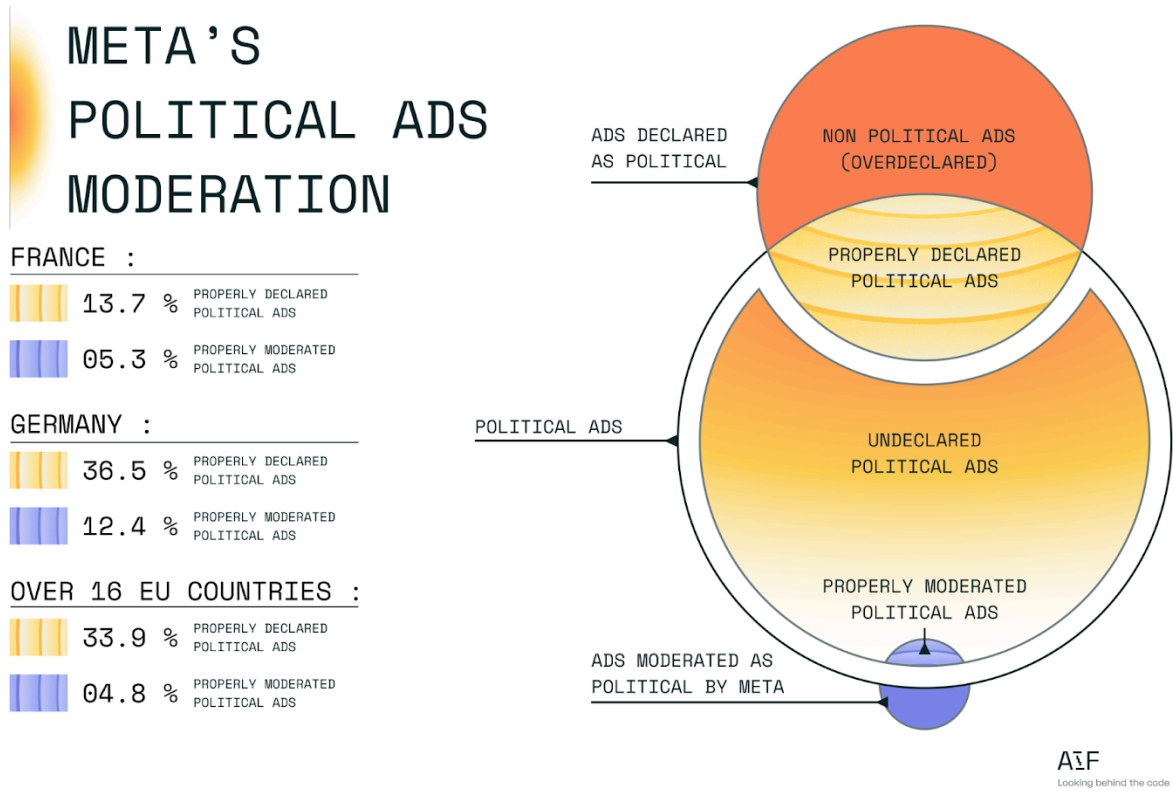 META'S
POLITICAL ADS
MODERATION
FRANCE :
13.7 %
PROPERLY DECLARED
POLITICAL ADS
05.3 %
PROPERLY MODERATED
POLITICAL ADS
GERMANY :
36.5 %
PROPERLY DECLARED
POLITICAL ADS
12.4 %
PROPERLY MODERATED
POLITICAL ADS
OVER 16 EU COUNTRIES :
33.9 %
PROPERLY DECLARED
POLITICAL ADS
04.8 %
PROPERLY MODERATED
POLITICAL ADS
ADS DECLARED
AS POLITICAL
NON POLITICAL ADS
(OVERDECLARED)
PROPERLY DECLARED
POLITICAL ADS
POLITICAL ADS
UNDECLARED
POLITICAL ADS
PROPERLY MODERATED
POLITICAL ADS
ADS MODERATED AS
POLITICAL BY META
AIF
Looking behind the code